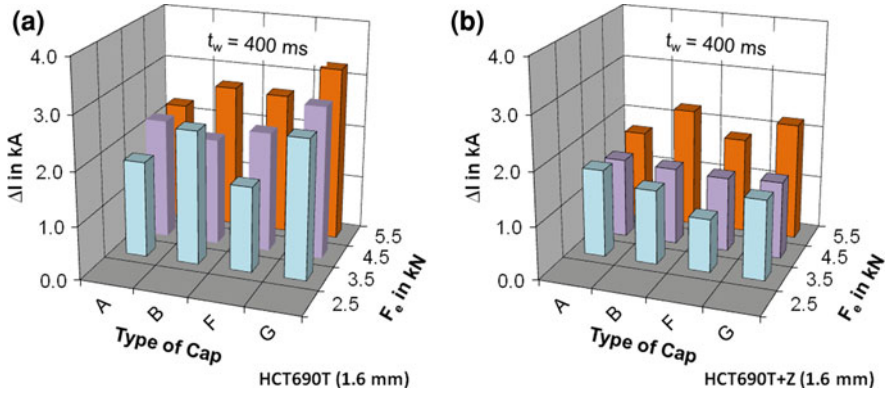 (a)
t_w = 400 ms
4.0
3.0
2.0
1.0
0.0
ΔI in kA
A
B
F
G
Type of Cap
2.5
3.5
4.5
5.5
F_e in kN
HCT690T (1.6 mm)
(b)
t_w = 400 ms
4.0
3.0
2.0
1.0
0.0
ΔI in kA
A
B
F
G
Type of Cap
2.5
3.5
4.5
5.5
F_e in kN
HCT690T+Z (1.6 mm)